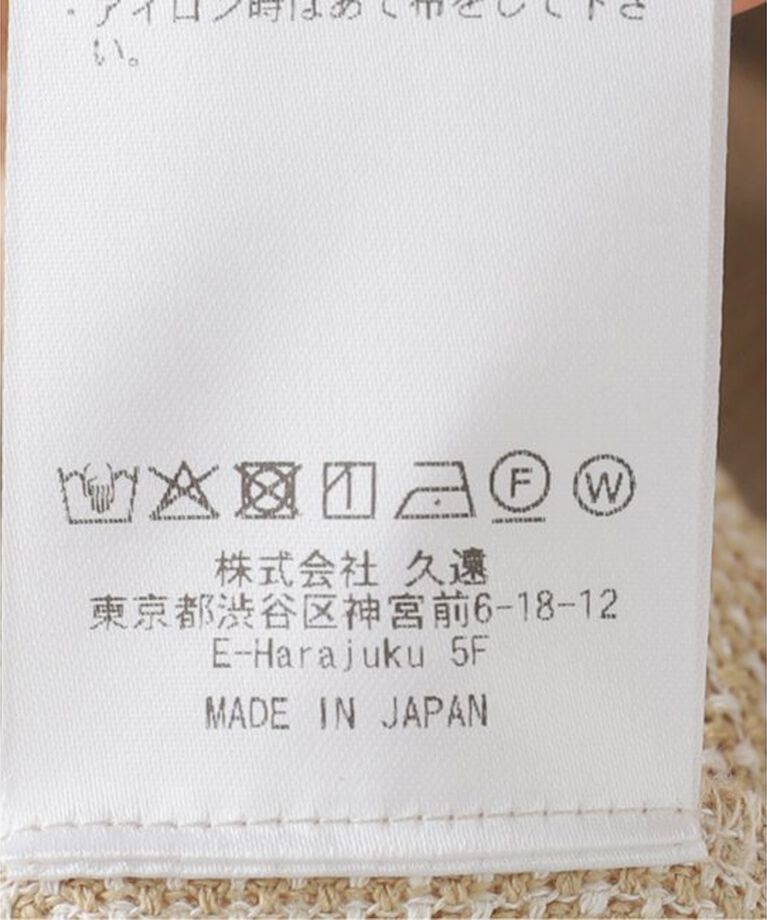 ・アイロン時はあて布をして下さ
い。
F W
株式会社 久遠
東京都渋谷区神宮前6-18-12
E-Harajuku 5F
MADE IN JAPAN